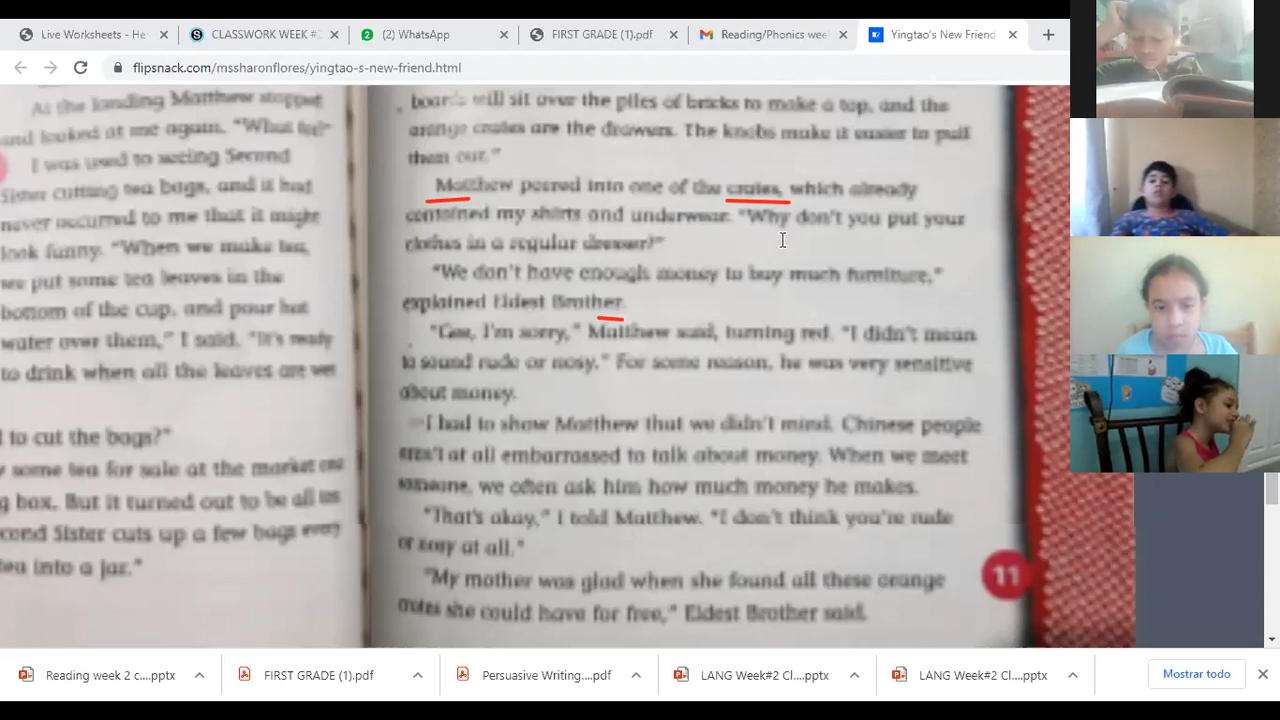 Live Worksheets - He
CLASSWORK WEEK #2
(2) WhatsApp
FIRST GRADE (1).pdf
Reading/Phonics wee
Yingtao's New Friend
flipsnack.com/mssharonflores/yingtao-s-new-friend.html
At the landing Matthew stopped
and looked at me again. "What
I was used to seeing Second
Sister cutting tea bags, and it had
never occurred to me that it might
look funny. "When we make tea,
we put some tea leaves in the
bottom of the cup, and pour hot
water over them," I said. "It's ready
to drink when all the leaves are wet
to cut the bags?"
some tea for sale at the market one
g box. But it turned out to be all tea
cond Sister cuts up a few bags every
tea into a jar."
boards will sit over the piles of bricks to make a top, and the
orange crates are the drawers. The knobs make it easier to pull
them out."
Matthew peered into one of the crates, which already
contained my shirts and underwear. "Why don't you put your
clothes in a regular dresser?"
"We don't have enough money to buy much furniture,"
explained Eldest Brother.
"Gee, I'm sorry," Matthew said, turning red. "I didn't mean
to sound rude or nosy." For some reason, he was very sensitive
about money.
I had to show Matthew that we didn't mind. Chinese people
aren't at all embarrassed to talk about money. When we meet
someone, we often ask him how much money he makes.
"That's okay," I told Matthew. "I don't think you're rude
or nosy at all."
"My mother was glad when she found all these orange
crates she could have for free," Eldest Brother said.
11
Reading week 2 c....pptx
FIRST GRADE (1).pdf
Persuasive Writing....pdf
LANG Week#2 Cl....pptx
LANG Week#2 Cl....pptx
Mostrar todo